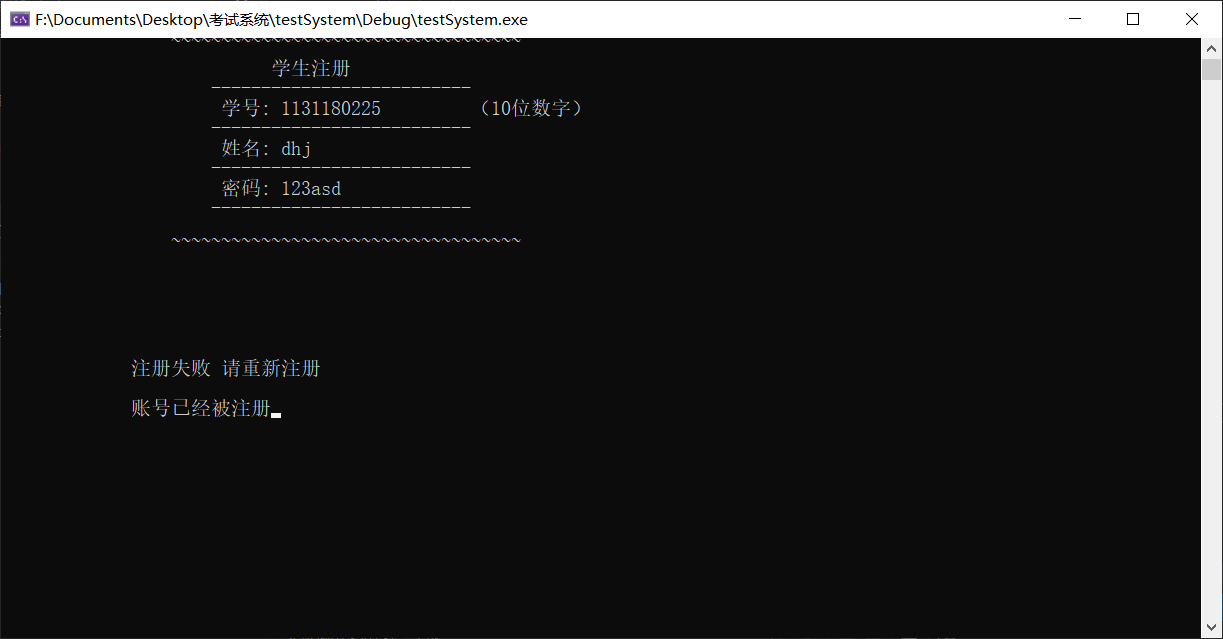 F:\Documents\Desktop\考试系统\testSystem\Debug\testSystem.exe
~~~~~~~~~~~~~~~~~~~~~~~~~~~~~~~~~~~
学生注册
--------------------------
学号: 1131180225 （10位数字）
--------------------------
姓名: dhj
--------------------------
密码: 123asd
--------------------------
~~~~~~~~~~~~~~~~~~~~~~~~~~~~~~~~~~~
注册失败 请重新注册
账号已经被注册